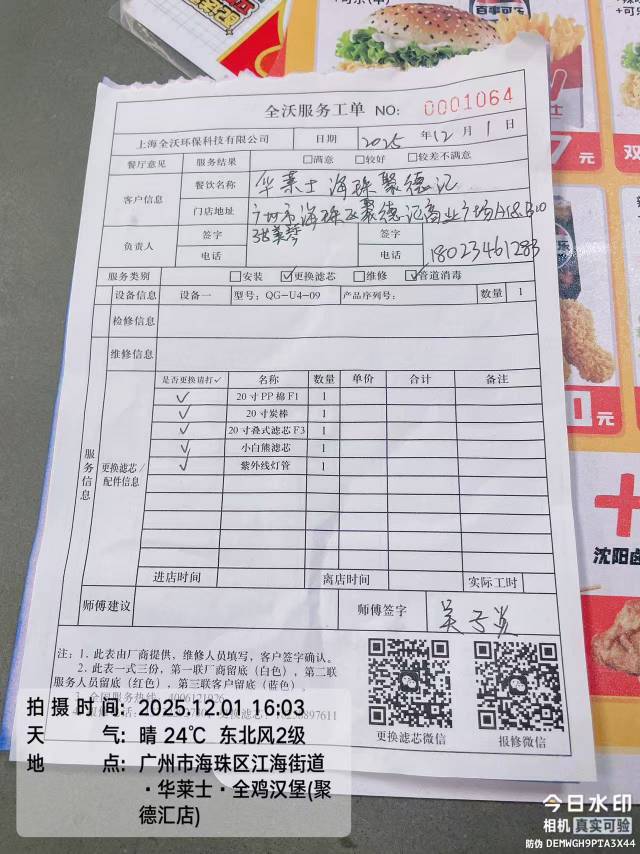 百事可乐
全沃服务工单 NO: 0001064
上海全沃环保科技有限公司 日期 2025 年 12 月 1 日
餐厅意见 服务结果 □满意 □较好 □较差不满意
客户信息 餐饮名称 华莱士海珠聚德记
门店地址 广州市海珠区聚德记商业广场A18.B10
负责人 签字 签字
电话 电话 18023461283
服务类别 □安装 ☑更换滤芯 □维修 ☑管道消毒
设备信息 设备一 型号: QG-U4-09 产品序列号: 数量 1
检修信息
维修信息
服务信息
更换滤芯/配件信息
是否更换请打✓ 名称 数量 单价 合计 备注
✓ 20寸PP棉F1 1
✓ 20寸炭棒 1
✓ 20寸叠式滤芯F3 1
✓ 小白熊滤芯 1
✓ 紫外线灯管 1
进店时间 离店时间 实际工时
师傅建议 师傅签字
注: 1. 此表由厂商提供, 维修人员填写, 客户签字确认。
2. 此表一式三份, 第一联厂商留底(白色), 第二联
服务人员留底(红色), 第三联客户留底(蓝色)。
更换滤芯微信 报修微信
元
元
沈阳
拍摄时间: 2025.12.01 16:03
天 气: 晴 24℃ 东北风2级
地 点: 广州市海珠区江海街道
·华莱士·全鸡汉堡(聚
德汇店)
今日水印
相机 真实可验
防伪 DEMWGH9PTA3X44